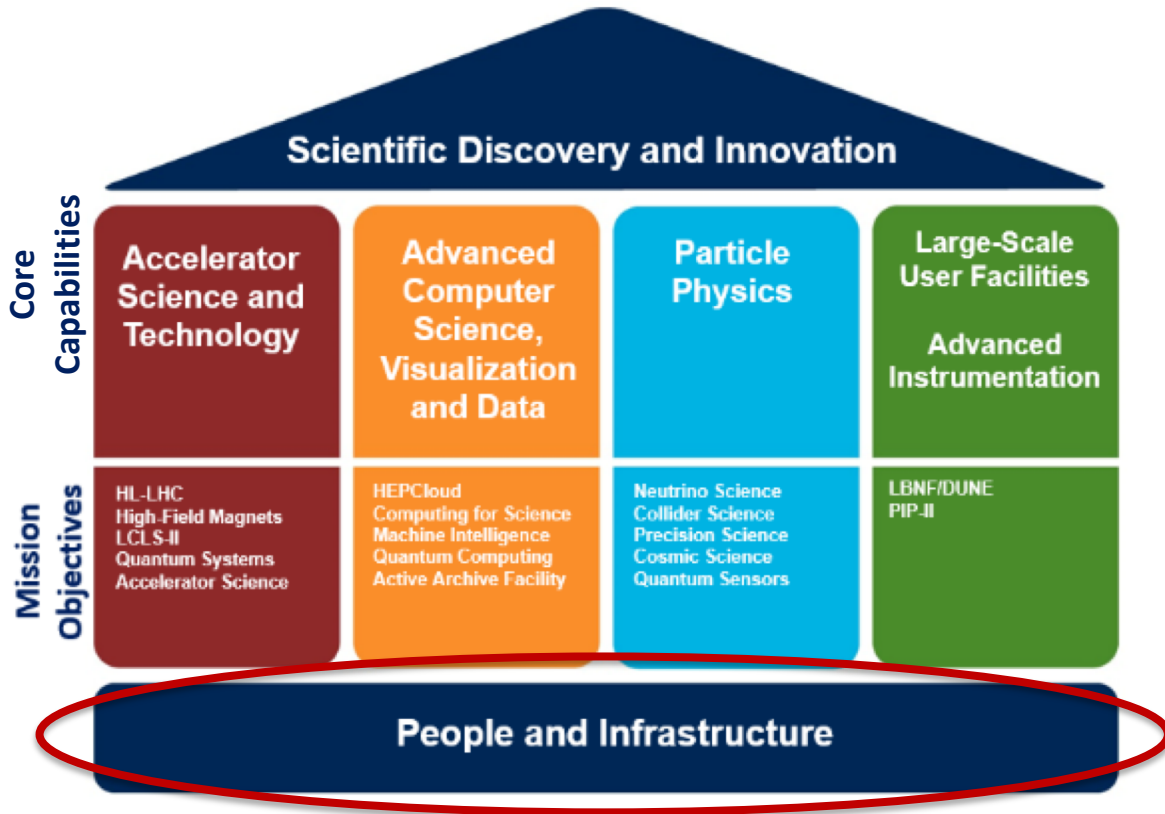 Scientific Discovery and Innovation
Core
Capabilities
Accelerator
Science and
Technology
Advanced
Computer
Science,
Visualization
and Data
Particle
Physics
Large-Scale
User Facilities
Advanced
Instrumentation
Mission
Objectives
HL-LHC
High-Field Magnets
LCLS-II
Quantum Systems
Accelerator Science
HEPCloud
Computing for Science
Machine Intelligence
Quantum Computing
Active Archive Facility
Neutrino Science
Collider Science
Precision Science
Cosmic Science
Quantum Sensors
LBNF/DUNE
PIP-II
People and Infrastructure